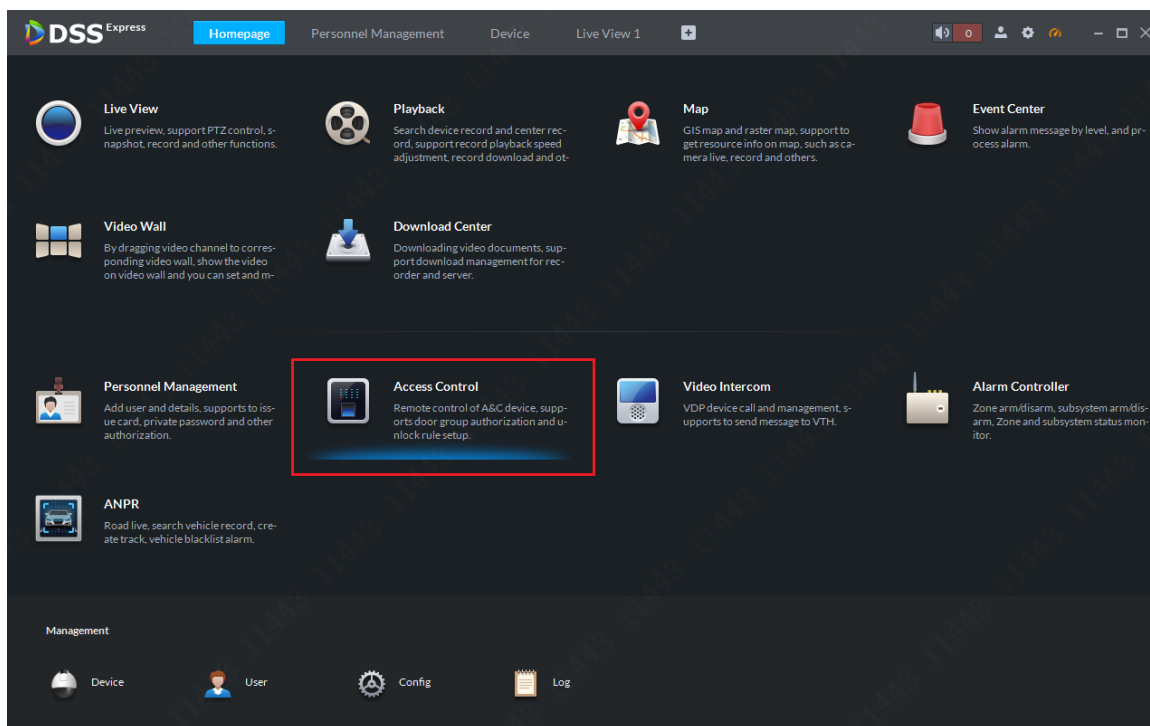 DSS Express
Homepage
Personnel Management
Device
Live View 1
0
Live View
Live preview, support PTZ control, s-
napshot, record and other functions.
Playback
Search device record and center rec-
ord, support record playback speed
adjustment, record download and ot-
Map
GIS map and raster map, support to
get resource info on map, such as ca-
mera live, record and others.
Event Center
Show alarm message by level, and pr-
ocess alarm.
Video Wall
By dragging video channel to corres-
ponding video wall, show the video
on video wall and you can set and m-
Download Center
Downloading video documents, sup-
port download management for rec-
order and server.
Personnel Management
Add user and details, supports to iss-
ue card, private password and other
authorization.
Access Control
Remote control of A&C device, supp-
orts door group authorization and u-
nlock rule setup.
Video Intercom
VDP device call and management, s-
upports to send message to VTH.
Alarm Controller
Zone arm/disarm, subsystem arm/dis-
arm, Zone and subsystem status mon-
itor.
ANPR
Road live, search vehicle record, cre-
ate track, vehicle blacklist alarm.
Management
Device
User
Config
Log